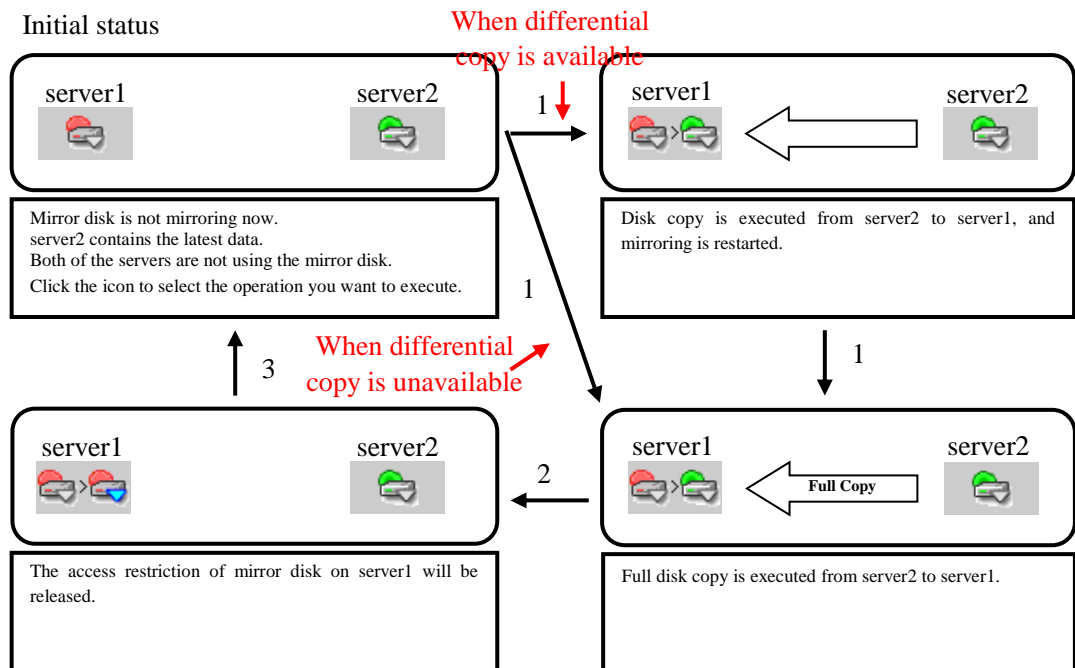 Initial status
When differential
copy is available
server1
server2
1
server1
server2
Mirror disk is not mirroring now.
server2 contains the latest data.
Both of the servers are not using the mirror disk.
Click the icon to select the operation you want to execute.
Disk copy is executed from server2 to server1, and
mirroring is restarted.
1
When differential
copy is unavailable
3
1
server1
server2
2
server1
server2
Full Copy
The access restriction of mirror disk on server1 will be
released.
Full disk copy is executed from server2 to server1.